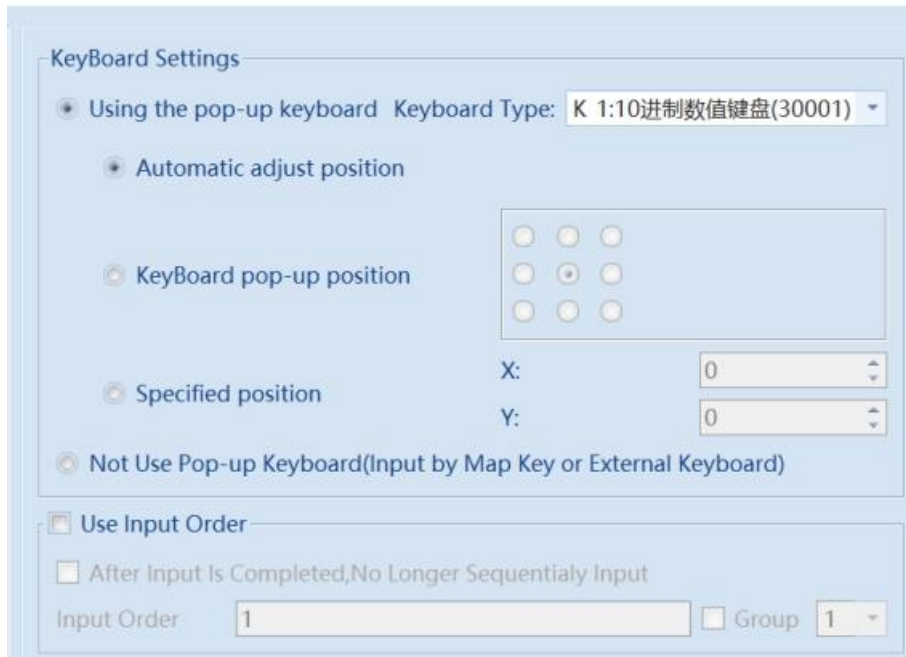 KeyBoard Settings
Using the pop-up keyboard Keyboard Type: K 1:10进制数值键盘(30001)
Automatic adjust position
KeyBoard pop-up position
X: 0
Specified position
Y: 0
Not Use Pop-up Keyboard(Input by Map Key or External Keyboard)
Use Input Order
After Input Is Completed,No Longer Sequentialy Input
Input Order 1 Group 1